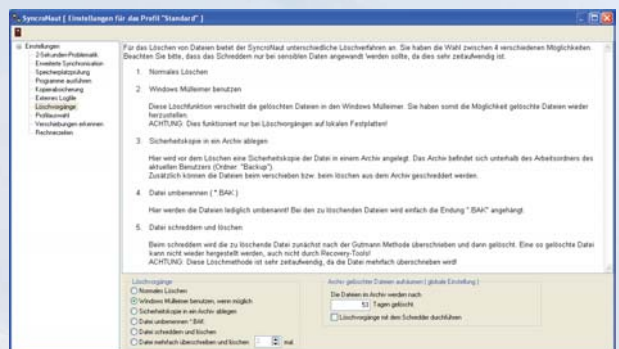 SyncroNaut [ Einstellungen für das Profil "Standard" ]
Einstellungen
2-Sekunden-Problematik
Erweiterte Synchronisation
Speicherplatzprüfung
Programme ausführen
Kopierabsicherung
Externes Logfile
Löschvorgänge
Profilauswahl
Verschiebungen erkennen
Rechnerzeiten
Für das Löschen von Dateien bietet der SyncroNaut unterschiedliche Löschverfahren an. Sie haben die Wahl zwischen 4 verschiedenen Möglichkeiten.
Beachten Sie bitte, dass das Schreddern nur bei sensiblen Daten angewandt werden sollte, da dies sehr zeitaufwendig ist.
1. Normales Löschen
2. Windows Mülleimer benutzen
Diese Löschfunktion verschiebt die gelöschten Dateien in den Windows Mülleimer. Sie haben somit die Möglichkeit gelöschte Dateien wieder
herzustellen.
ACHTUNG: Dies funktioniert nur bei Löschvorgängen auf lokalen Festplatten!
3. Sicherheitskopie in ein Archiv ablegen
Hier wird vor dem Löschen eine Sicherheitskopie der Datei in einem Archiv angelegt. Das Archiv befindet sich unterhalb des Arbeitsordners des
aktuellen Benutzers (Ordner: "Backup").
Zusätzlich können die Dateien beim verschieben bzw. beim löschen aus dem Archiv geschreddert werden.
4. Datei umbenennen ( *.BAK )
Hier werden die Dateien lediglich umbenannt! Bei den zu löschenden Dateien wird einfach die Endung ".BAK" angehängt.
5. Datei schreddern und löschen
Beim schreddern wird die zu löschende Datei zunächst nach der Gutmann Methode überschrieben und dann gelöscht. Eine so gelöschte Datei
kann nicht wieder hergestellt werden, auch nicht durch Recovery-Tools!
ACHTUNG: Diese Löschmethode ist sehr zeitaufwendig, da die Datei mehrfach überschrieben wird!
Löschvorgänge
Normales Löschen
Windows Mülleimer benutzen, wenn möglich
Sicherheitskopie in ein Archiv ablegen
Datei umbenennen *.BAK
Datei schreddern und löschen
Datei mehrfach überschreiben und löschen mal.
Archiv gelöschter Dateien aufräumen ( globale Einstellung )
Die Dateien im Archiv werden nach
53 Tagen gelöscht.
Löschvorgänge mit dem Schredder durchführen